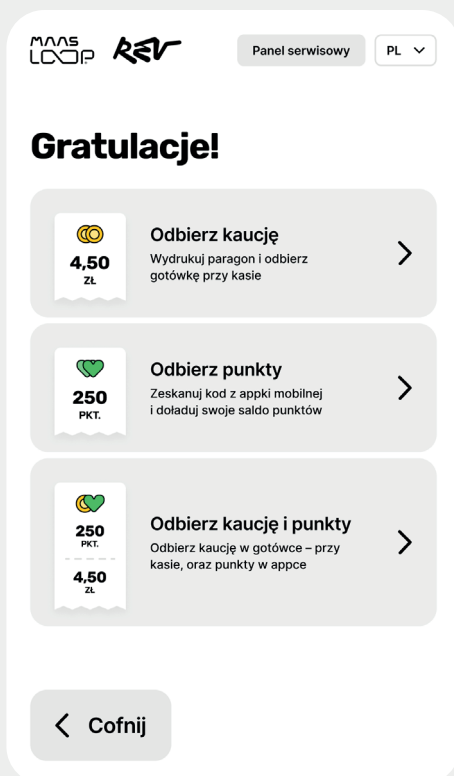 MAAS
LOOP
REV
Panel serwisowy
PL
Gratulacje!
4,50
ZŁ
Odbierz kaucję
Wydrukuj paragon i odbierz
gotówkę przy kasie
250
PKT.
Odbierz punkty
Zeskanuj kod z appki mobilnej
i doładuj swoje saldo punktów
250
PKT.
4,50
ZŁ
Odbierz kaucję i punkty
Odbierz kaucję w gotówce – przy
kasie, oraz punkty w appce
Cofnij